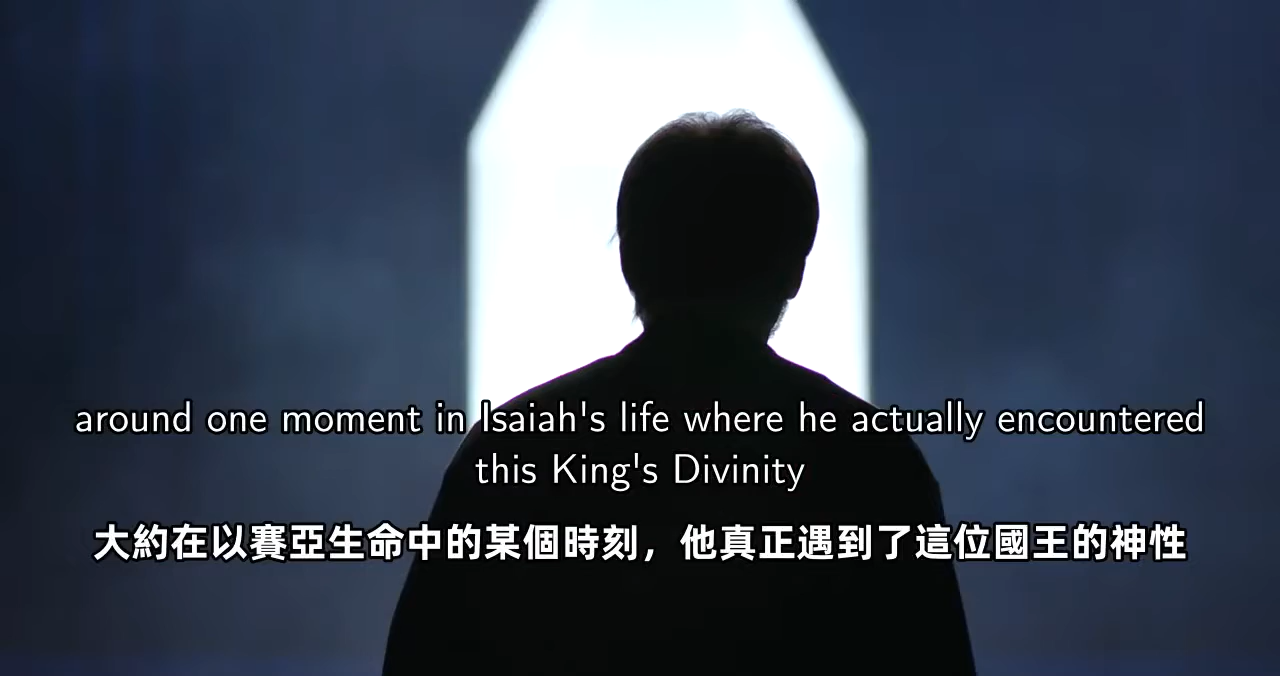 around one moment in Isaiah's life where he actually encountered
this King's Divinity
大約在以賽亞生命中的某個時刻，他真正遇到了這位國王的神性